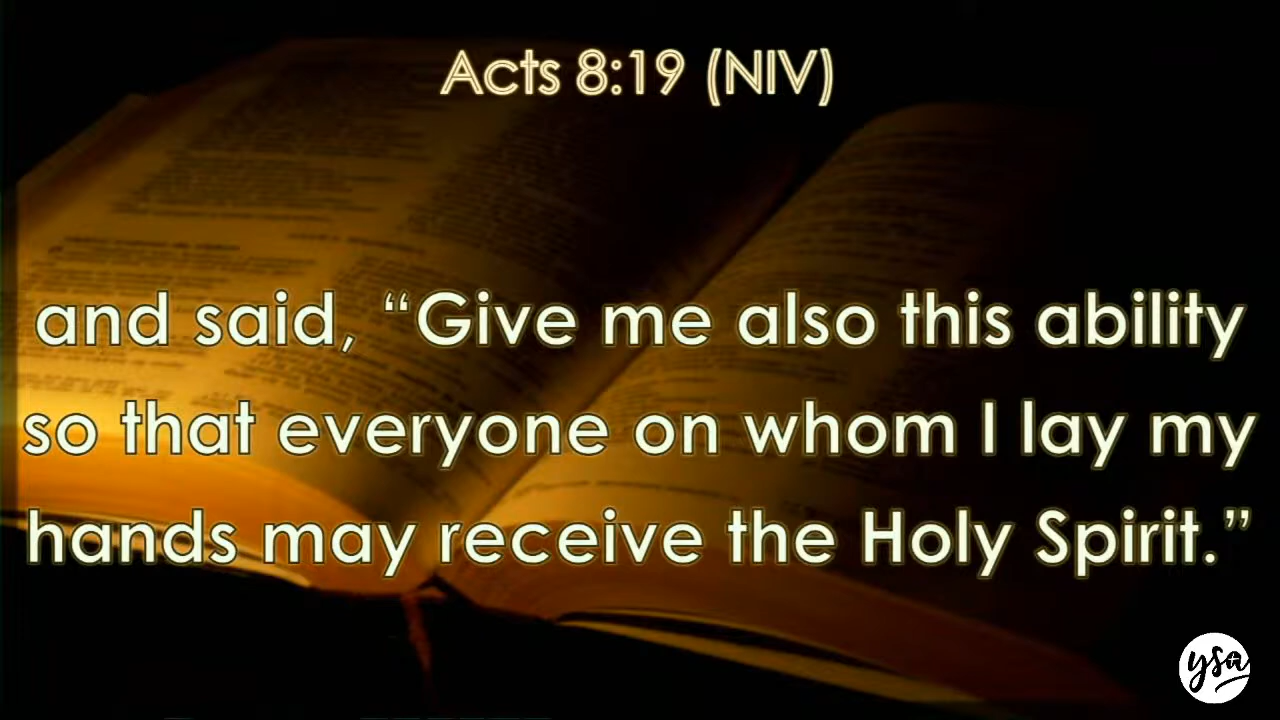 Acts 8:19 (NIV)
and said, “Give me also this ability
so that everyone on whom I lay my
hands may receive the Holy Spirit.”
ysa